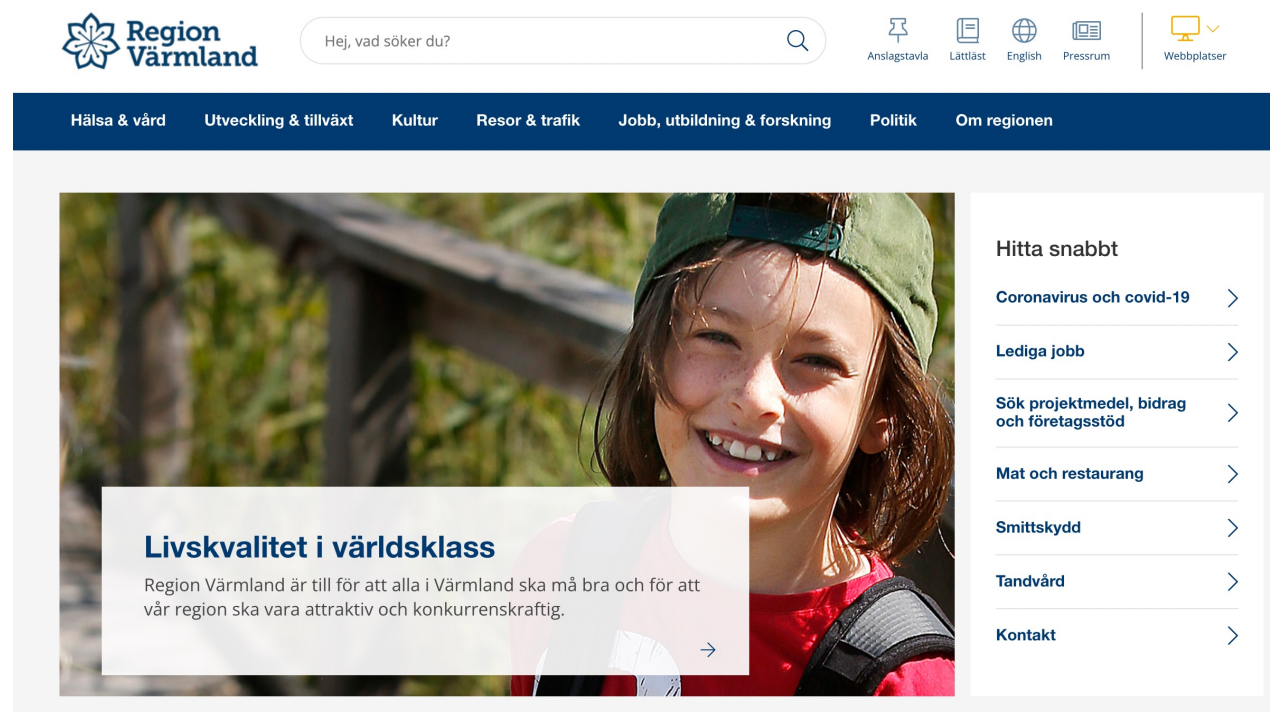 Region
Värmland
Hej, vad söker du?
Anslagstavla
Lättläst
English
Pressrum
Webbplatser
Hälsa & vård
Utveckling & tillväxt
Kultur
Resor & trafik
Jobb, utbildning & forskning
Politik
Om regionen
Livskvalitet i världsklass
Region Värmland är till för att alla i Värmland ska må bra och för att
vår region ska vara attraktiv och konkurrenskraftig.
Hitta snabbt
Coronavirus och covid-19
Lediga jobb
Sök projektmedel, bidrag
och företagsstöd
Mat och restaurang
Smittskydd
Tandvård
Kontakt